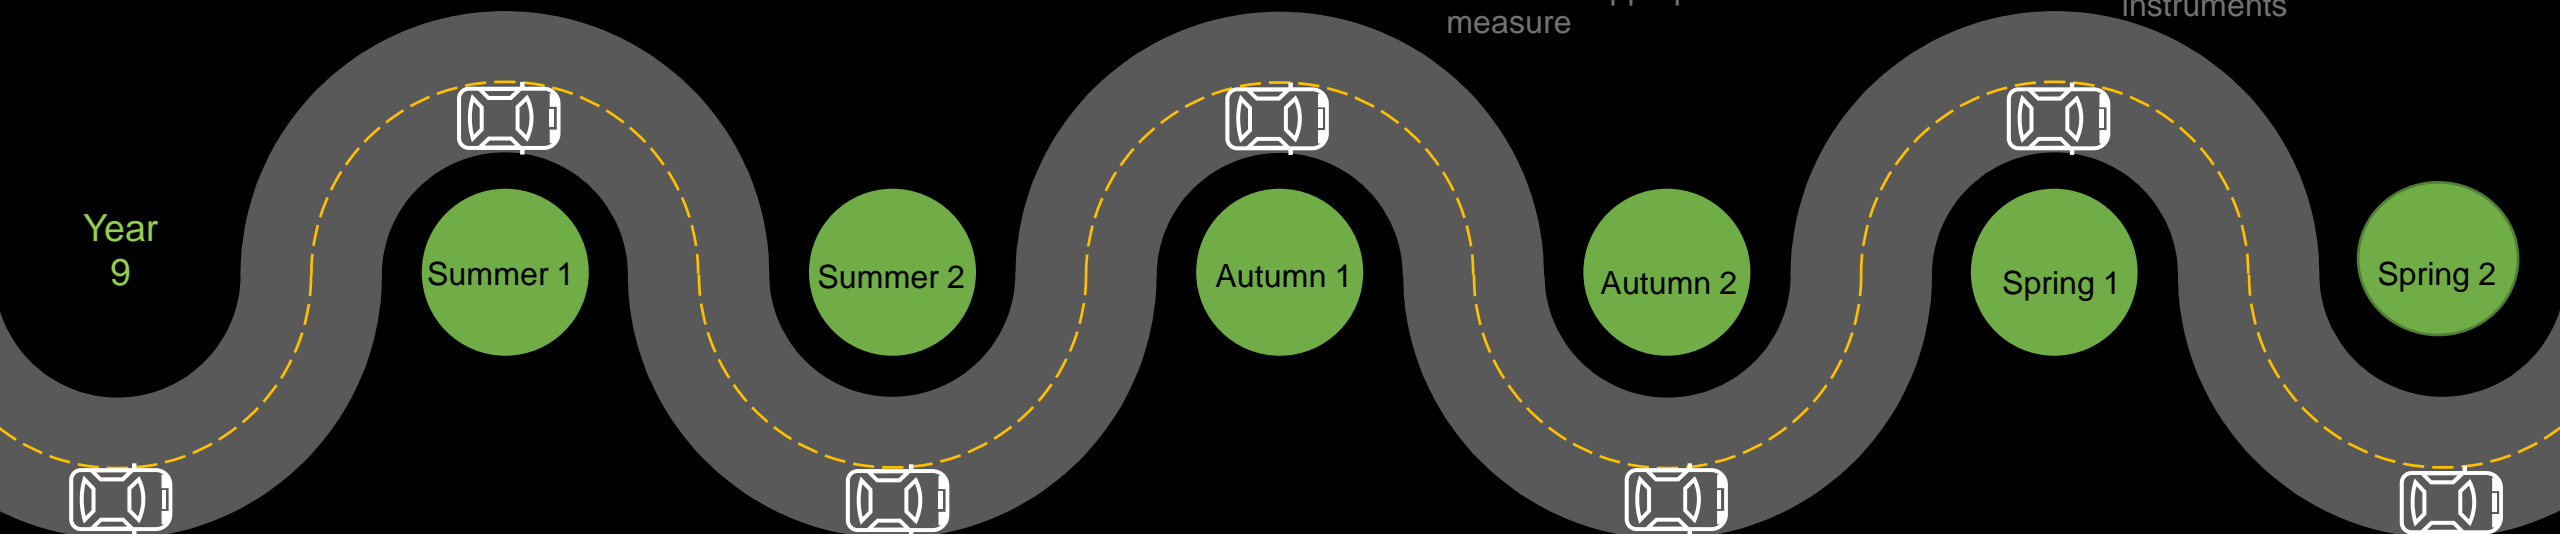 measure
instruments
Year
9
Summer 1
Summer 2
Autumn 1
Autumn 2
Spring 1
Spring 2